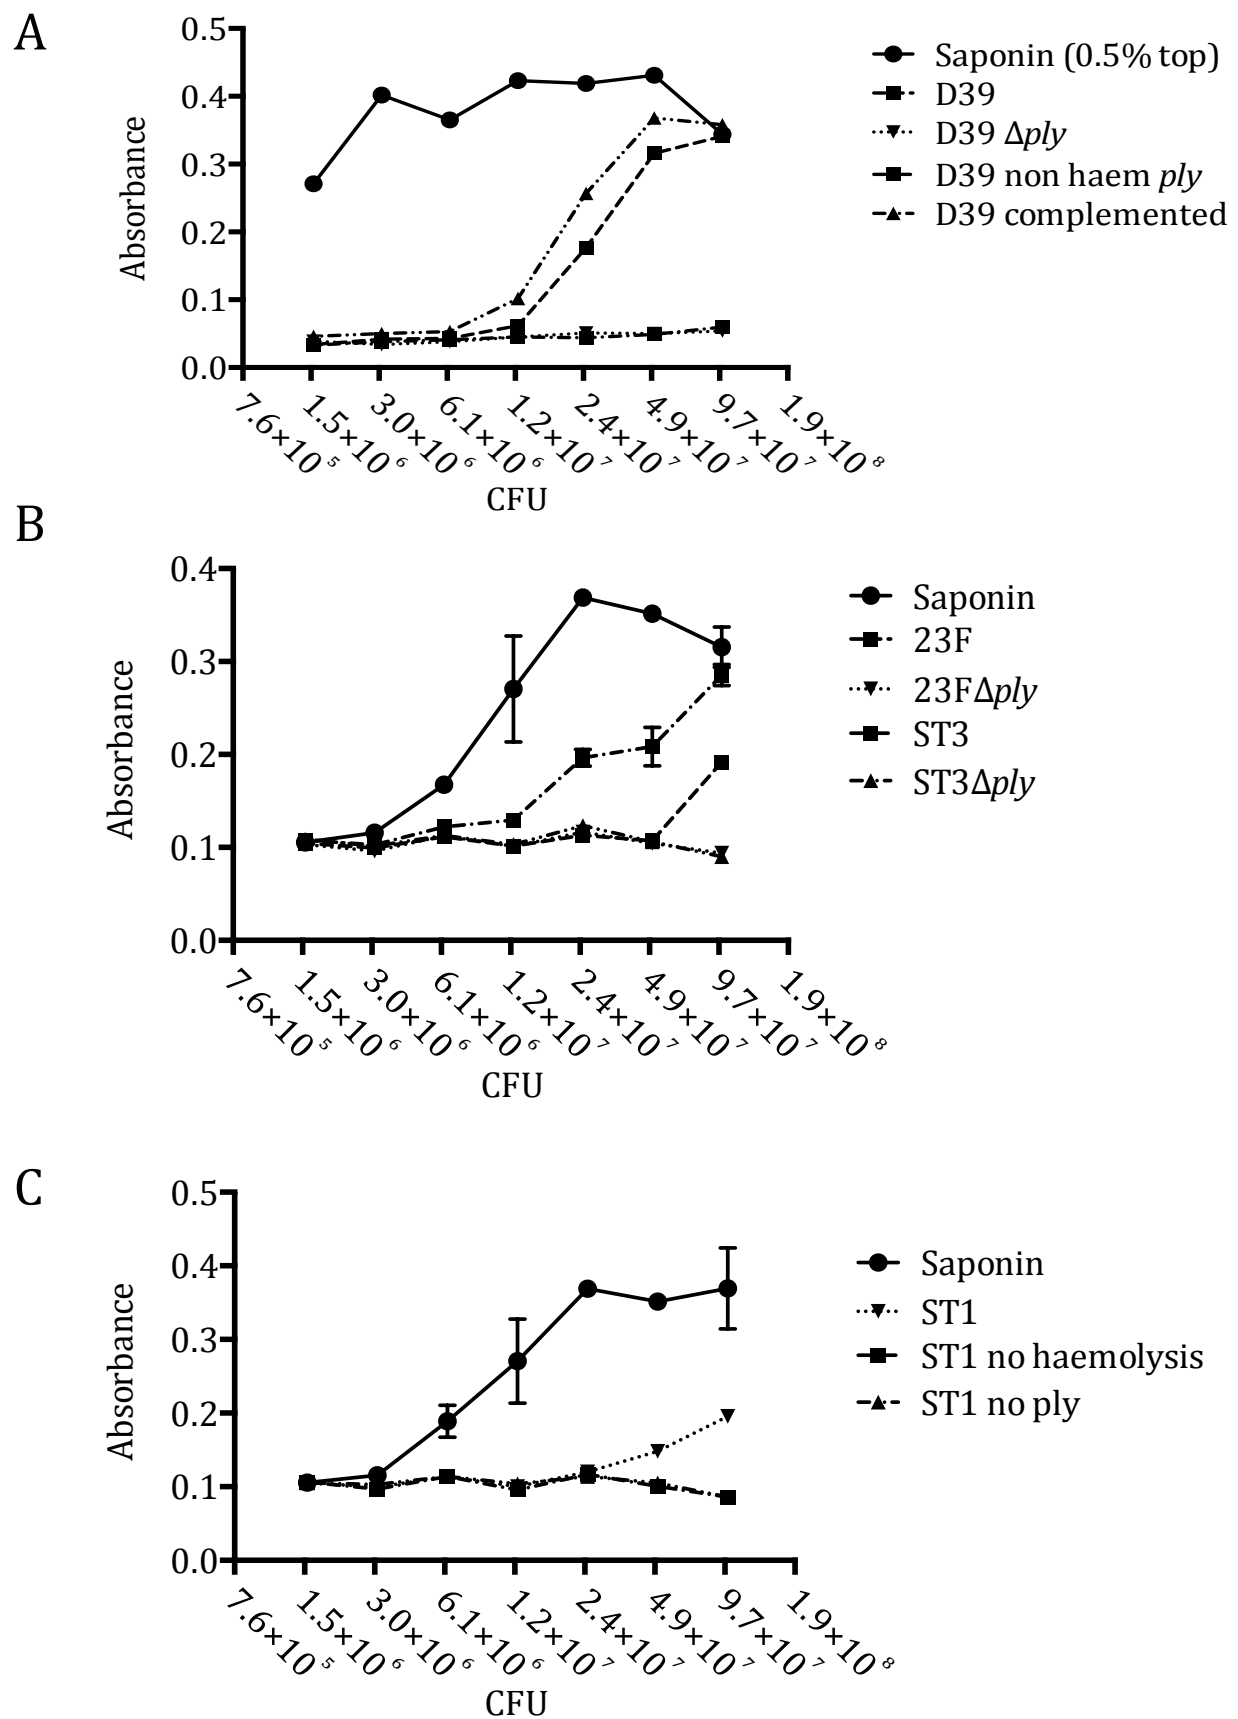 A
0.5
0.4
0.3
0.2
0.1
0.0
Absorbance
7.6×10⁵
1.5×10⁶
3.0×10⁶
6.1×10⁶
1.2×10⁷
2.4×10⁷
4.9×10⁷
9.7×10⁷
1.9×10⁸
CFU
Saponin (0.5% top)
D39
D39 Δply
D39 non haem ply
D39 complemented
B
0.4
0.3
0.2
0.1
0.0
Absorbance
7.6×10⁵
1.5×10⁶
3.0×10⁶
6.1×10⁶
1.2×10⁷
2.4×10⁷
4.9×10⁷
9.7×10⁷
1.9×10⁸
CFU
Saponin
23F
23FΔply
ST3
ST3Δply
C
0.5
0.4
0.3
0.2
0.1
0.0
Absorbance
7.6×10⁵
1.5×10⁶
3.0×10⁶
6.1×10⁶
1.2×10⁷
2.4×10⁷
4.9×10⁷
9.7×10⁷
1.9×10⁸
CFU
Saponin
ST1
ST1 no haemolysis
ST1 no ply